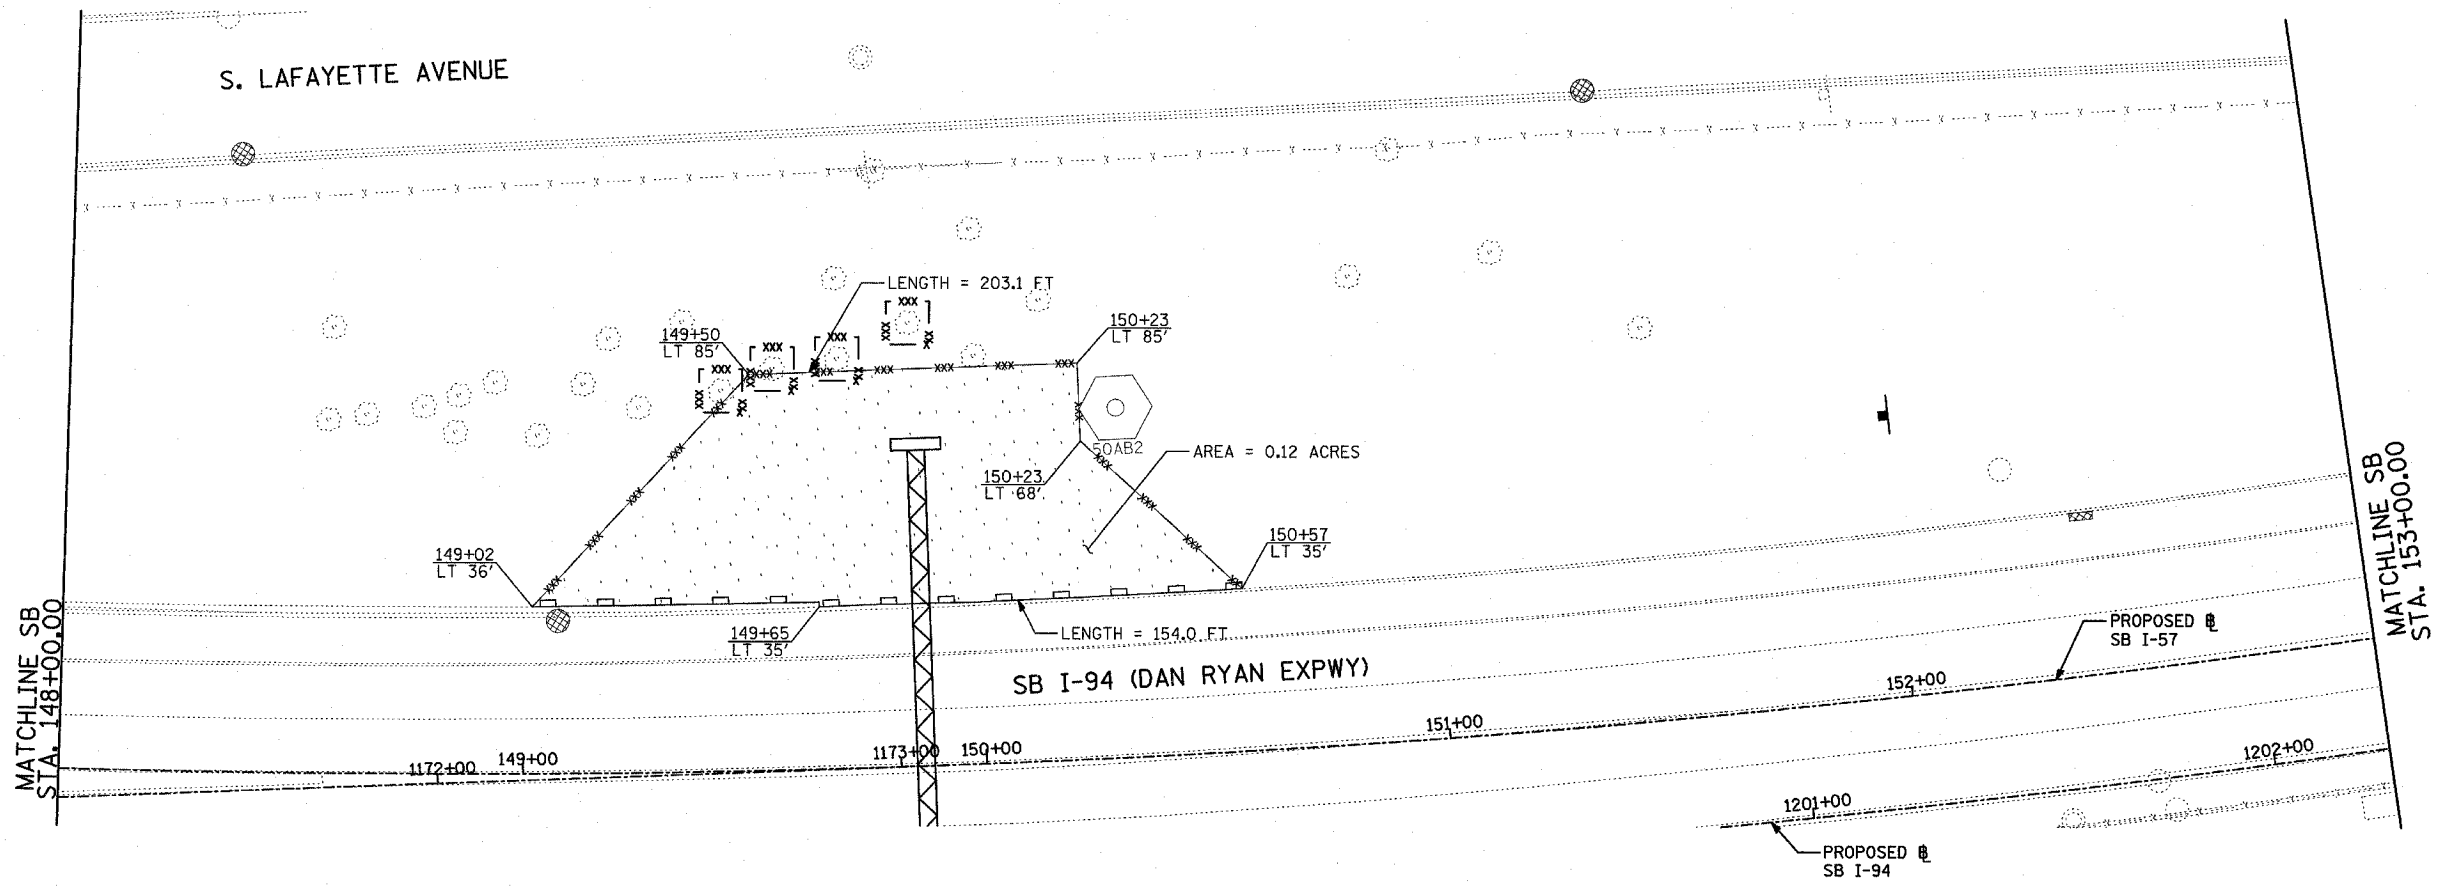 S. LAFAYETTE AVENUE
LENGTH = 203.1 FT
149+50
LT 85'
150+23
LT 85'
50AB2
AREA = 0.12 ACRES
150+23
LT 68'
149+02
LT 36'
150+57
LT 35'
149+65
LT 35'
LENGTH = 154.0 FT
SB I-94 (DAN RYAN EXPWY)
MATCHLINE SB
STA. 148+00.00
MATCHLINE SB
STA. 153+00.00
PROPOSED ℄
SB I-57
1172+00
149+00
1173+00
150+00
151+00
152+00
1201+00
1202+00
PROPOSED ℄
SB I-94